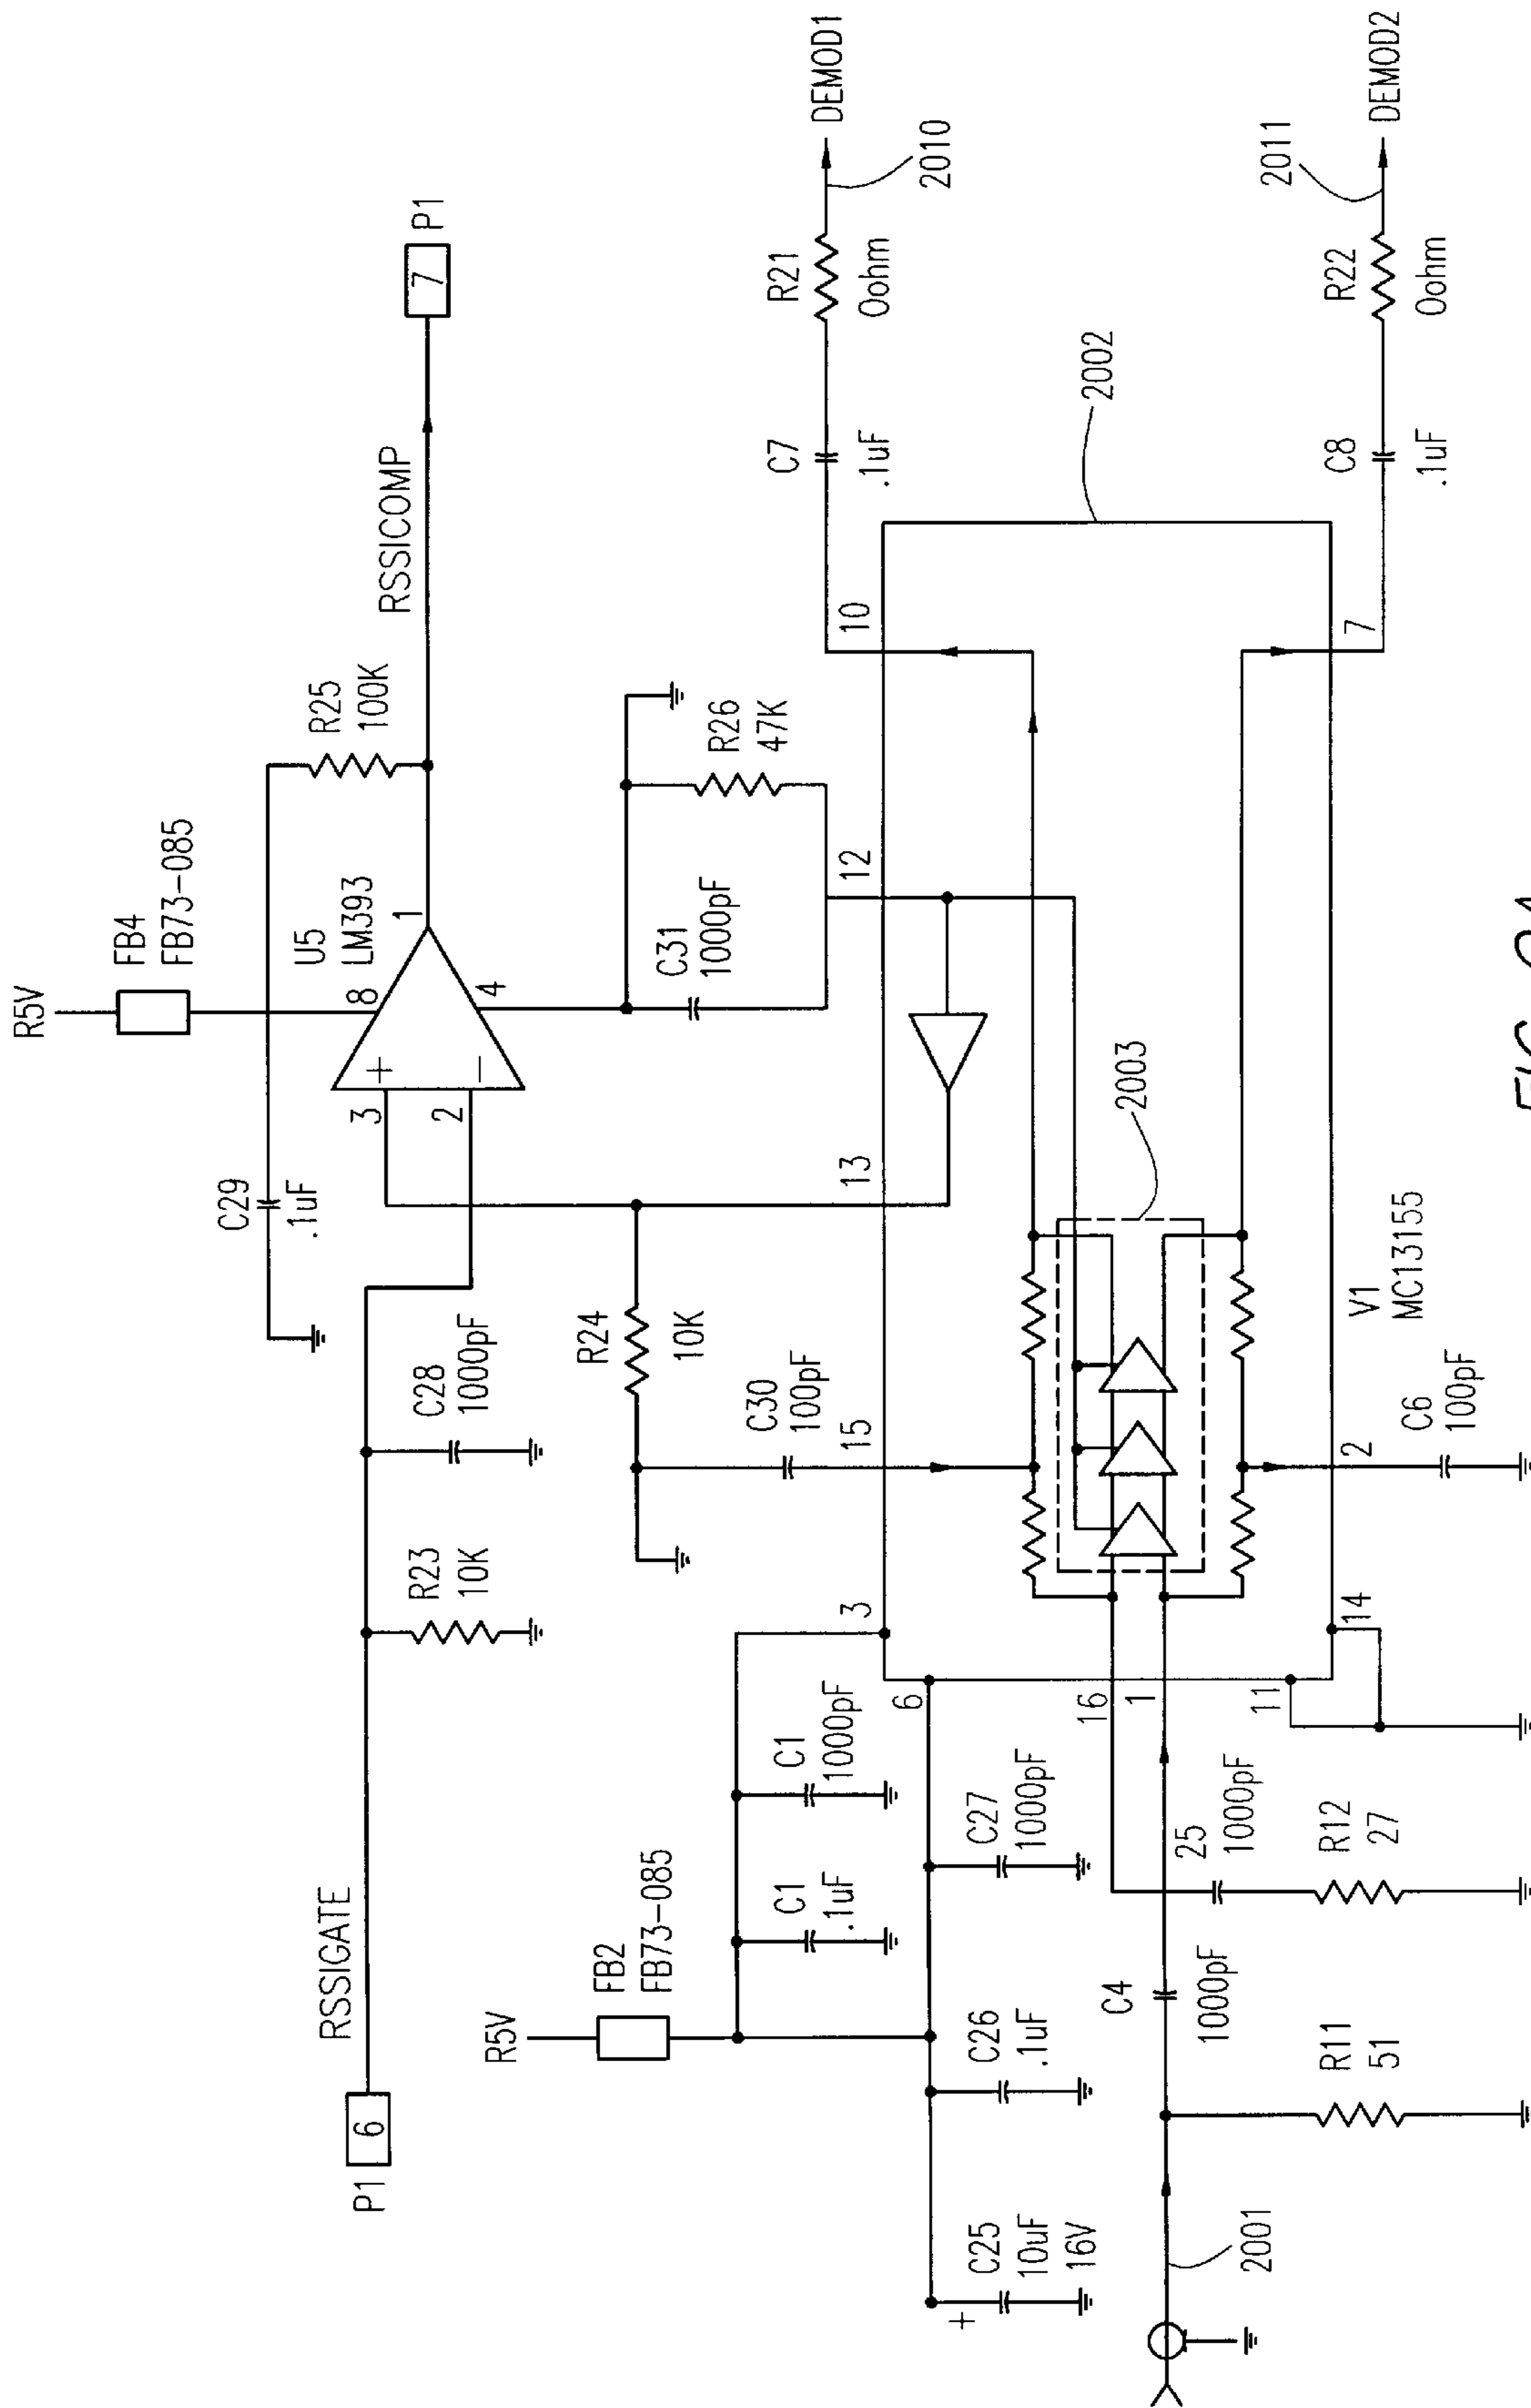 R5V
FB4
FB73-085
U5
LM393
8
+
3
−
2
4
1
R25
100K
RSSICOMP
7
P1
C29
.1uF
P1
6
RSSIGATE
R23
10K
C28
1000pF
R24
10K
C30
100pF
15
13
C31
1000pF
12
R26
47K
10
C7
.1uF
R21
0ohm
DEMOD1
2010
R5V
FB2
FB73-085
C1
.1uF
C1
1000pF
3
6
C25
10uF
16V
+
C26
.1uF
C27
1000pF
16
1
11
14
2001
C4
1000pF
R11
51
25
1000pF
R12
27
2003
2002
V1
MC13155
2
C6
100pF
7
C8
.1uF
R22
0ohm
DEMOD2
2011